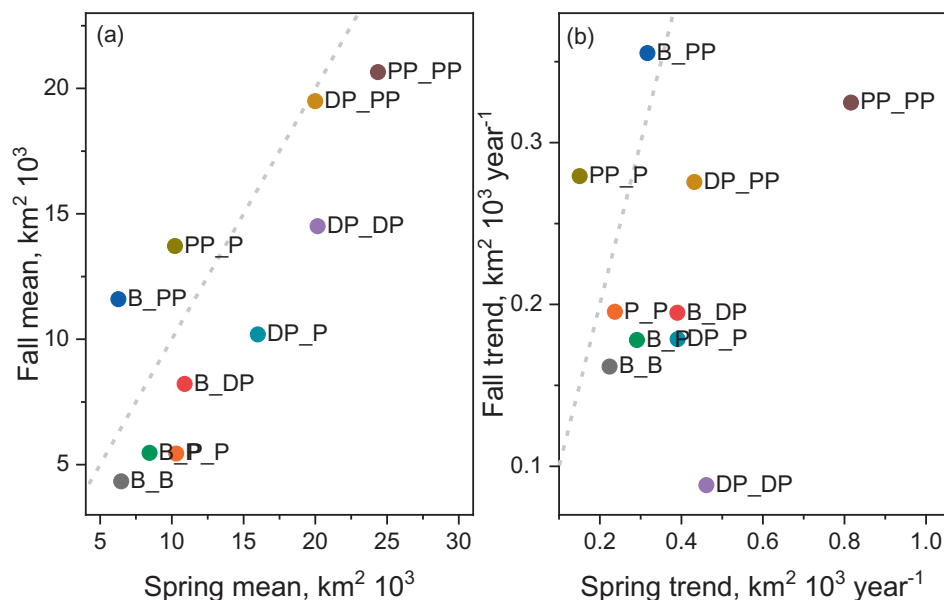 (a)
PP_PP
DP_PP
DP_DP
PP_P
B_PP
DP_P
B_DP
B_P
P_P
B_B
20
15
10
5
Fall mean, km² 10³
5 10 15 20 25 30
Spring mean, km² 10³
(b)
B_PP
PP_PP
PP_P
DP_PP
P_P
B_DP
B_P
DP_P
B_B
DP_DP
0.3
0.2
0.1
Fall trend, km² 10³ year⁻¹
0.2 0.4 0.6 0.8 1.0
Spring trend, km² 10³ year⁻¹